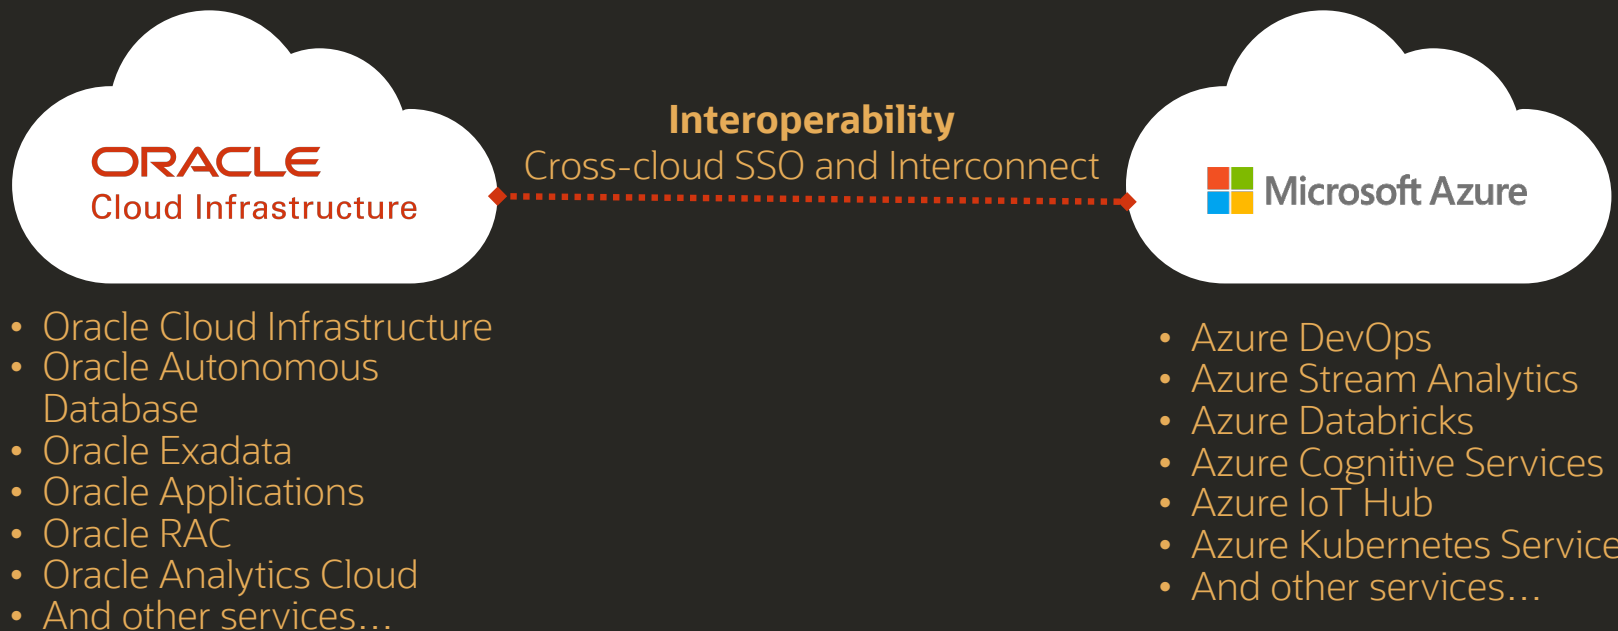 ORACLE
Cloud Infrastructure
Interoperability
Cross-cloud SSO and Interconnect
Microsoft Azure
• Oracle Cloud Infrastructure
• Oracle Autonomous
Database
• Oracle Exadata
• Oracle Applications
• Oracle RAC
• Oracle Analytics Cloud
• And other services...
• Azure DevOps
• Azure Stream Analytics
• Azure Databricks
• Azure Cognitive Services
• Azure IoT Hub
• Azure Kubernetes Service
• And other services...